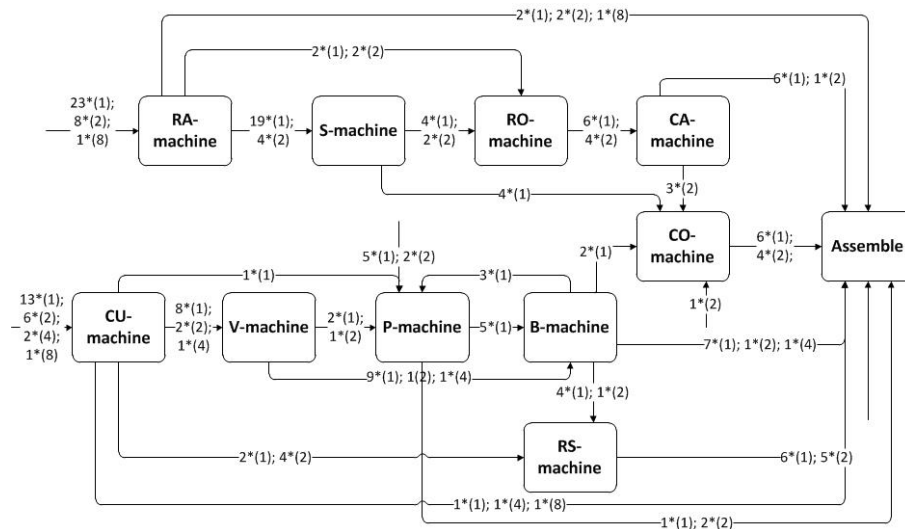 2*(1); 2*(2); 1*(8)
2*(1); 2*(2)
6*(1); 1*(2)
23*(1);
8*(2);
1*(8)
RA-
machine
19*(1);
4*(2)
S-machine
4*(1);
2*(2)
RO-
machine
6*(1);
4*(2)
CA-
machine
4*(1)
3*(2)
CO-
machine
6*(1);
4*(2);
Assemble
5*(1); 2*(2)
2*(1)
1*(1)
3*(1)
1*(2)
13*(1);
6*(2);
2*(4);
1*(8)
CU-
machine
8*(1);
2*(2);
1*(4)
V-machine
2*(1);
1*(2)
P-machine
5*(1)
B-machine
7*(1); 1*(2); 1*(4)
9*(1); 1(2); 1*(4)
4*(1); 1*(2)
RS-
machine
2*(1); 4*(2)
6*(1); 5*(2)
1*(1); 1*(4); 1*(8)
1*(1); 2*(2)